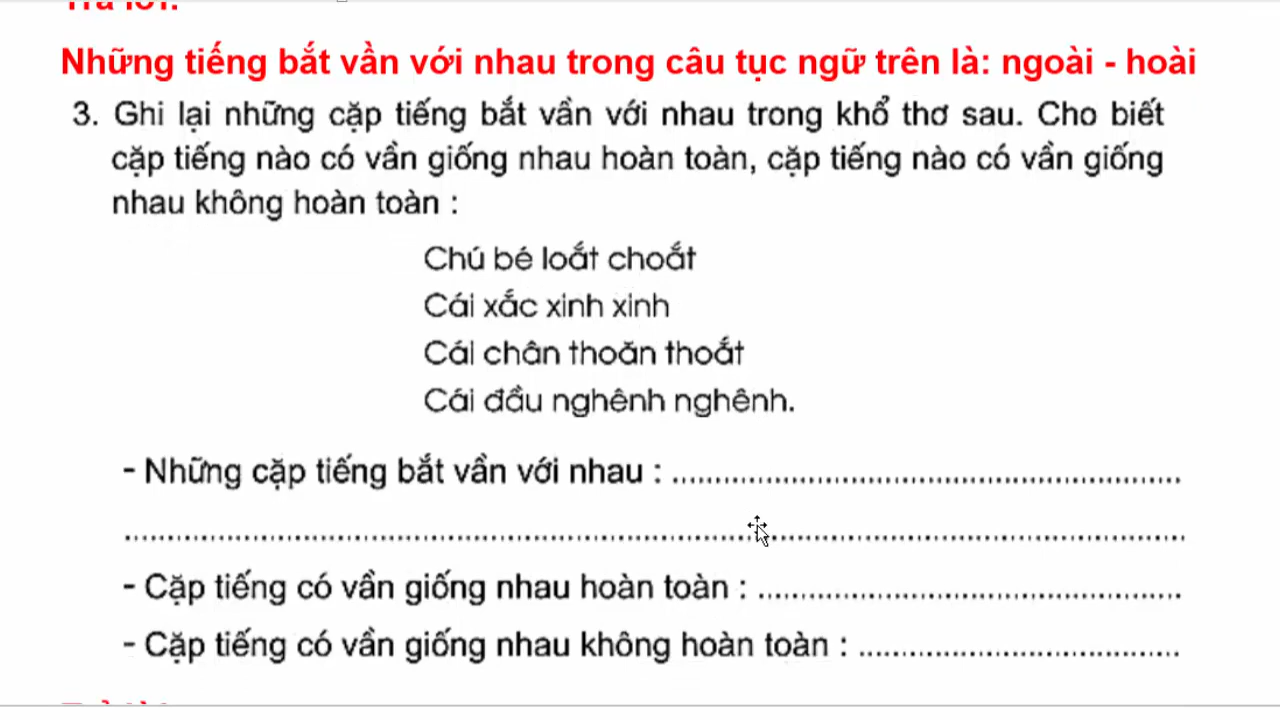 Trả lời:
Những tiếng bắt vần với nhau trong câu tục ngữ trên là: ngoài - hoài
3. Ghi lại những cặp tiếng bắt vần với nhau trong khổ thơ sau. Cho biết
cặp tiếng nào có vần giống nhau hoàn toàn, cặp tiếng nào có vần giống
nhau không hoàn toàn :
Chú bé loắt choắt
Cái xắc xinh xinh
Cái chân thoăn thoắt
Cái đầu nghênh nghênh.
- Những cặp tiếng bắt vần với nhau : ..............................................................
................................................................................................................................
- Cặp tiếng có vần giống nhau hoàn toàn : ...................................................
- Cặp tiếng có vần giống nhau không hoàn toàn : .......................................